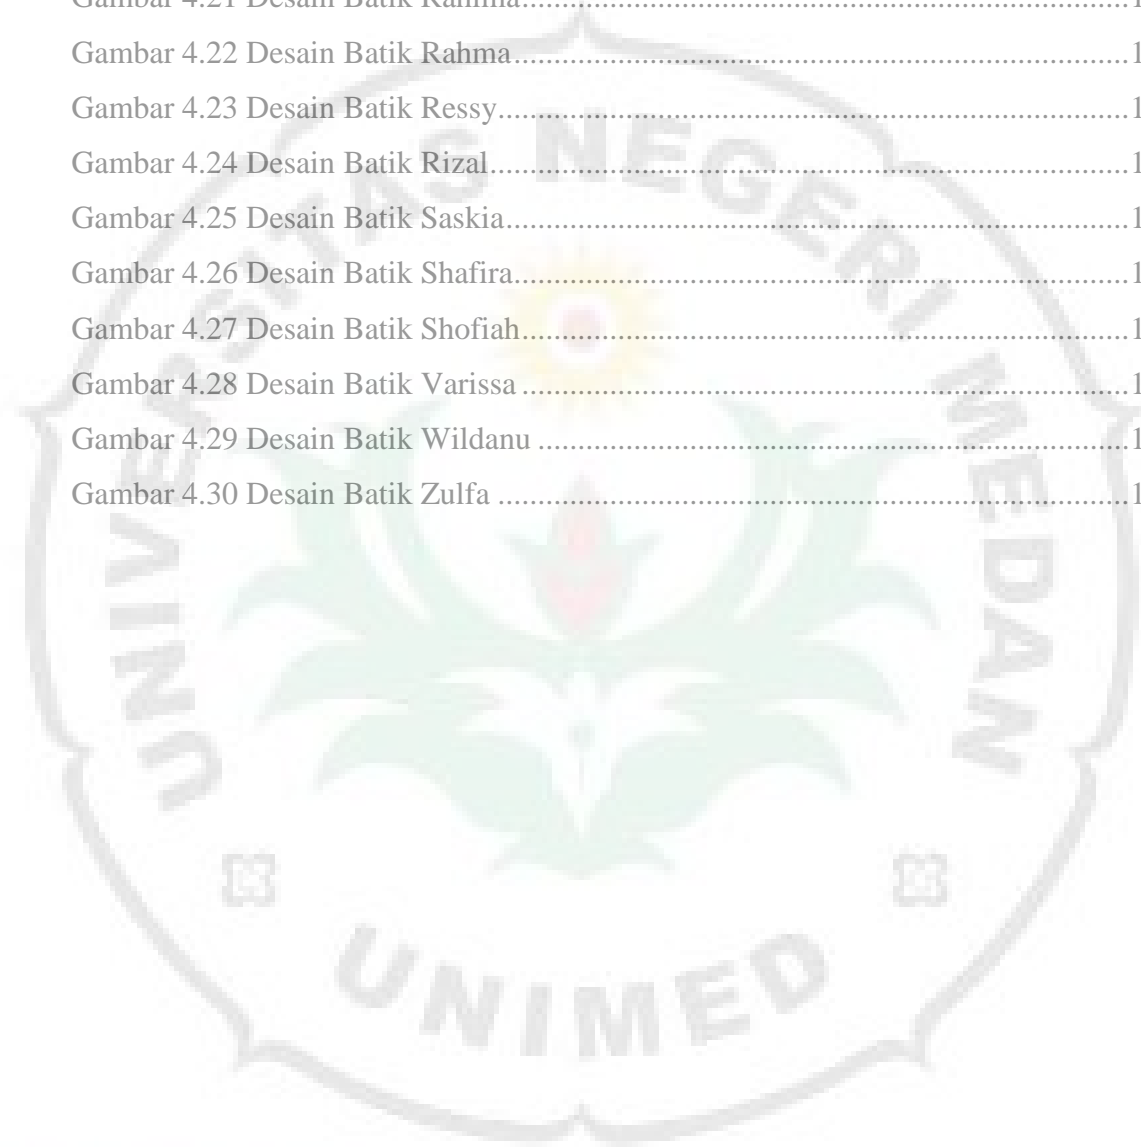 Gambar 4.22 Desain Batik Rahma........1
Gambar 4.23 Desain Batik Ressy........1
Gambar 4.24 Desain Batik Rizal........1
Gambar 4.25 Desain Batik Saskia........1
Gambar 4.26 Desain Batik Shafira........1
Gambar 4.27 Desain Batik Shofiah........1
Gambar 4.28 Desain Batik Varissa ........1
Gambar 4.29 Desain Batik Wildanu ........1
Gambar 4.30 Desain Batik Zulfa ........1
UNIVERSITAS NEGERI MEDAN
UNIMED